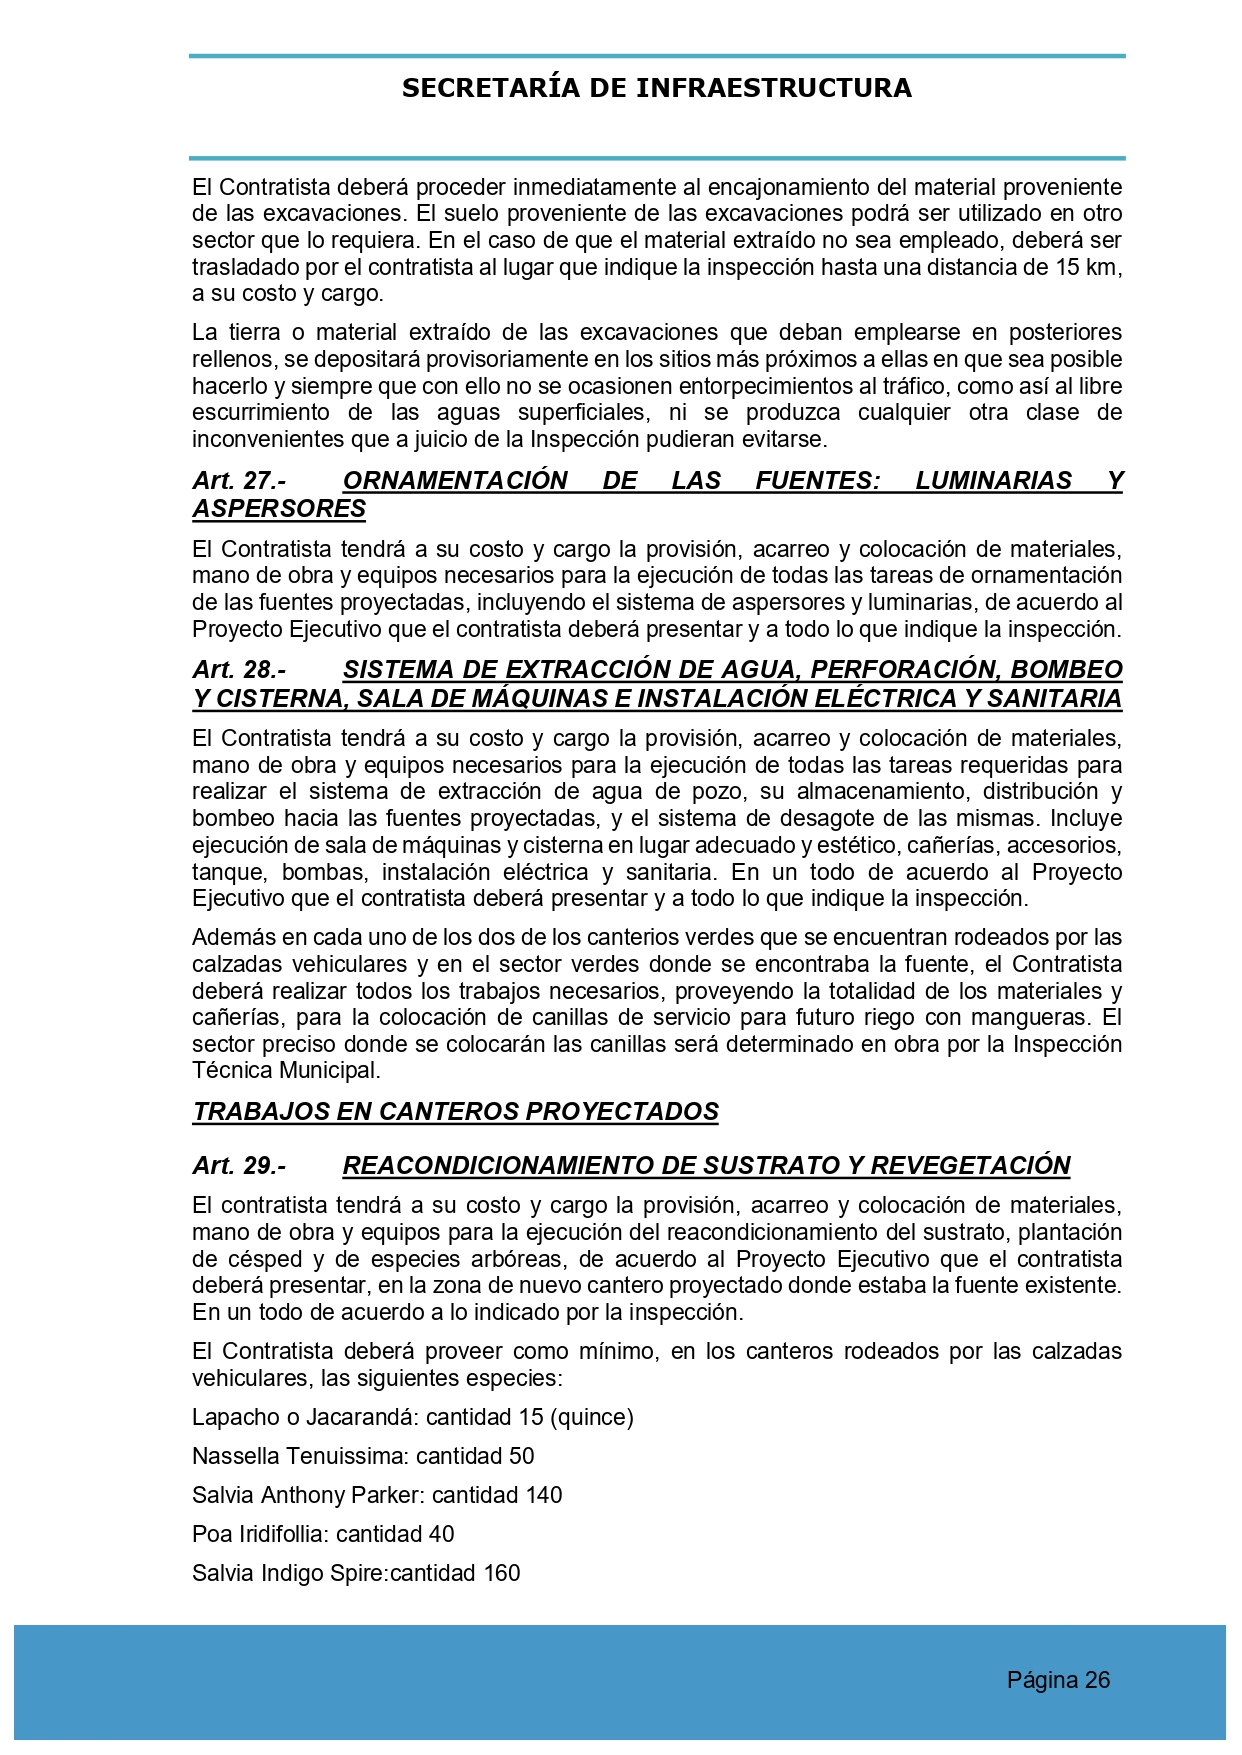 SECRETARÍA DE INFRAESTRUCTURA
El Contratista deberá proceder inmediatamente al encajonamiento del material proveniente
de las excavaciones. El suelo proveniente de las excavaciones podrá ser utilizado en otro
sector que lo requiera. En el caso de que el material extraído no sea empleado, deberá ser
trasladado por el contratista al lugar que indique la inspección hasta una distancia de 15 km,
a su costo y cargo.
La tierra o material extraído de las excavaciones que deban emplearse en posteriores
rellenos, se depositará provisoriamente en los sitios más próximos a ellas en que sea posible
hacerlo y siempre que con ello no se ocasionen entorpecimientos al tráfico, como así al libre
escurrimiento de las aguas superficiales, ni se produzca cualquier otra clase de
inconvenientes que a juicio de la Inspección pudieran evitarse.
Art. 27.- ORNAMENTACIÓN DE LAS FUENTES: LUMINARIAS Y
ASPERSORES
El Contratista tendrá a su costo y cargo la provisión, acarreo y colocación de materiales,
mano de obra y equipos necesarios para la ejecución de todas las tareas de ornamentación
de las fuentes proyectadas, incluyendo el sistema de aspersores y luminarias, de acuerdo al
Proyecto Ejecutivo que el contratista deberá presentar y a todo lo que indique la inspección.
Art. 28.- SISTEMA DE EXTRACCIÓN DE AGUA, PERFORACIÓN, BOMBEO
Y CISTERNA, SALA DE MÁQUINAS E INSTALACIÓN ELÉCTRICA Y SANITARIA
El Contratista tendrá a su costo y cargo la provisión, acarreo y colocación de materiales,
mano de obra y equipos necesarios para la ejecución de todas las tareas requeridas para
realizar el sistema de extracción de agua de pozo, su almacenamiento, distribución y
bombeo hacia las fuentes proyectadas, y el sistema de desagote de las mismas. Incluye
ejecución de sala de máquinas y cisterna en lugar adecuado y estético, cañerías, accesorios,
tanque, bombas, instalación eléctrica y sanitaria. En un todo de acuerdo al Proyecto
Ejecutivo que el contratista deberá presentar y a todo lo que indique la inspección.
Además en cada uno de los dos de los canterios verdes que se encuentran rodeados por las
calzadas vehiculares y en el sector verdes donde se encontraba la fuente, el Contratista
deberá realizar todos los trabajos necesarios, proveyendo la totalidad de los materiales y
cañerías, para la colocación de canillas de servicio para futuro riego con mangueras. El
sector preciso donde se colocarán las canillas será determinado en obra por la Inspección
Técnica Municipal.
TRABAJOS EN CANTEROS PROYECTADOS
Art. 29.- REACONDICIONAMIENTO DE SUSTRATO Y REVEGETACIÓN
El contratista tendrá a su costo y cargo la provisión, acarreo y colocación de materiales,
mano de obra y equipos para la ejecución del reacondicionamiento del sustrato, plantación
de césped y de especies arbóreas, de acuerdo al Proyecto Ejecutivo que el contratista
deberá presentar, en la zona de nuevo cantero proyectado donde estaba la fuente existente.
En un todo de acuerdo a lo indicado por la inspección.
El Contratista deberá proveer como mínimo, en los canteros rodeados por las calzadas
vehiculares, las siguientes especies:
Lapacho o Jacarandá: cantidad 15 (quince)
Nassella Tenuissima: cantidad 50
Salvia Anthony Parker: cantidad 140
Poa Iridifollia: cantidad 40
Salvia Indigo Spire:cantidad 160
Página 26